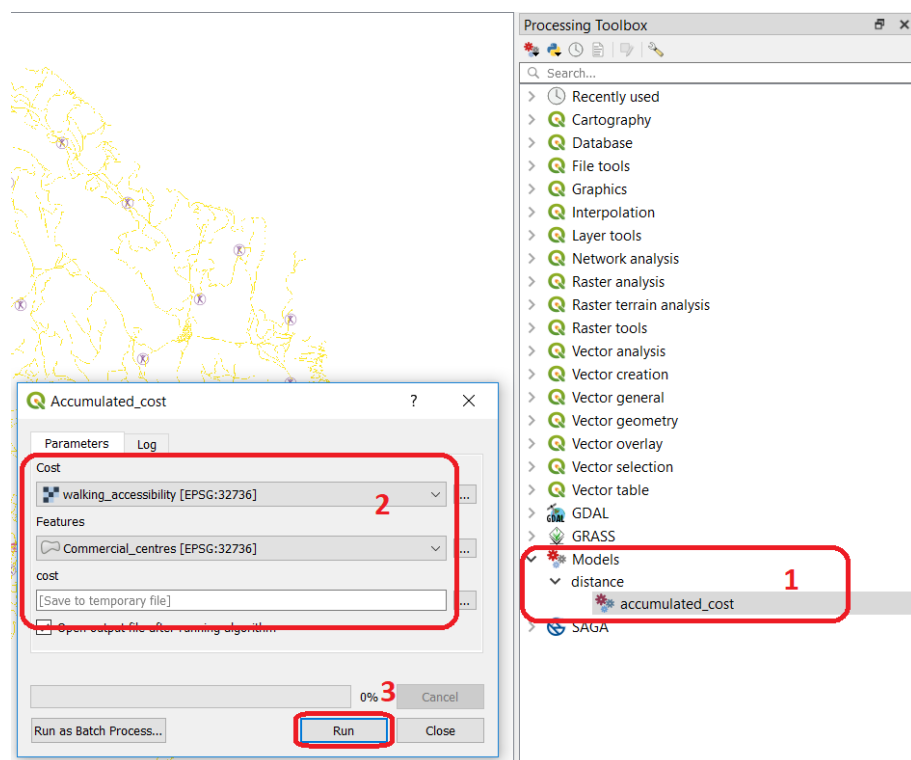 Processing Toolbox
Search...
Recently used
Cartography
Database
File tools
Graphics
Interpolation
Layer tools
Network analysis
Raster analysis
Raster terrain analysis
Raster tools
Vector analysis
Vector creation
Vector general
Vector geometry
Vector overlay
Vector selection
Vector table
GDAL
GDAL
GRASS
Models
distance
1
accumulated_cost
SAGA
Accumulated_cost
?
Parameters
Log
Cost
walking_accessibility [EPSG:32736]
...
2
Features
Commercial_centres [EPSG:32736]
...
cost
[Save to temporary file]
...
Open output file after running algorithm
0%
3
Cancel
Run as Batch Process...
Run
Close